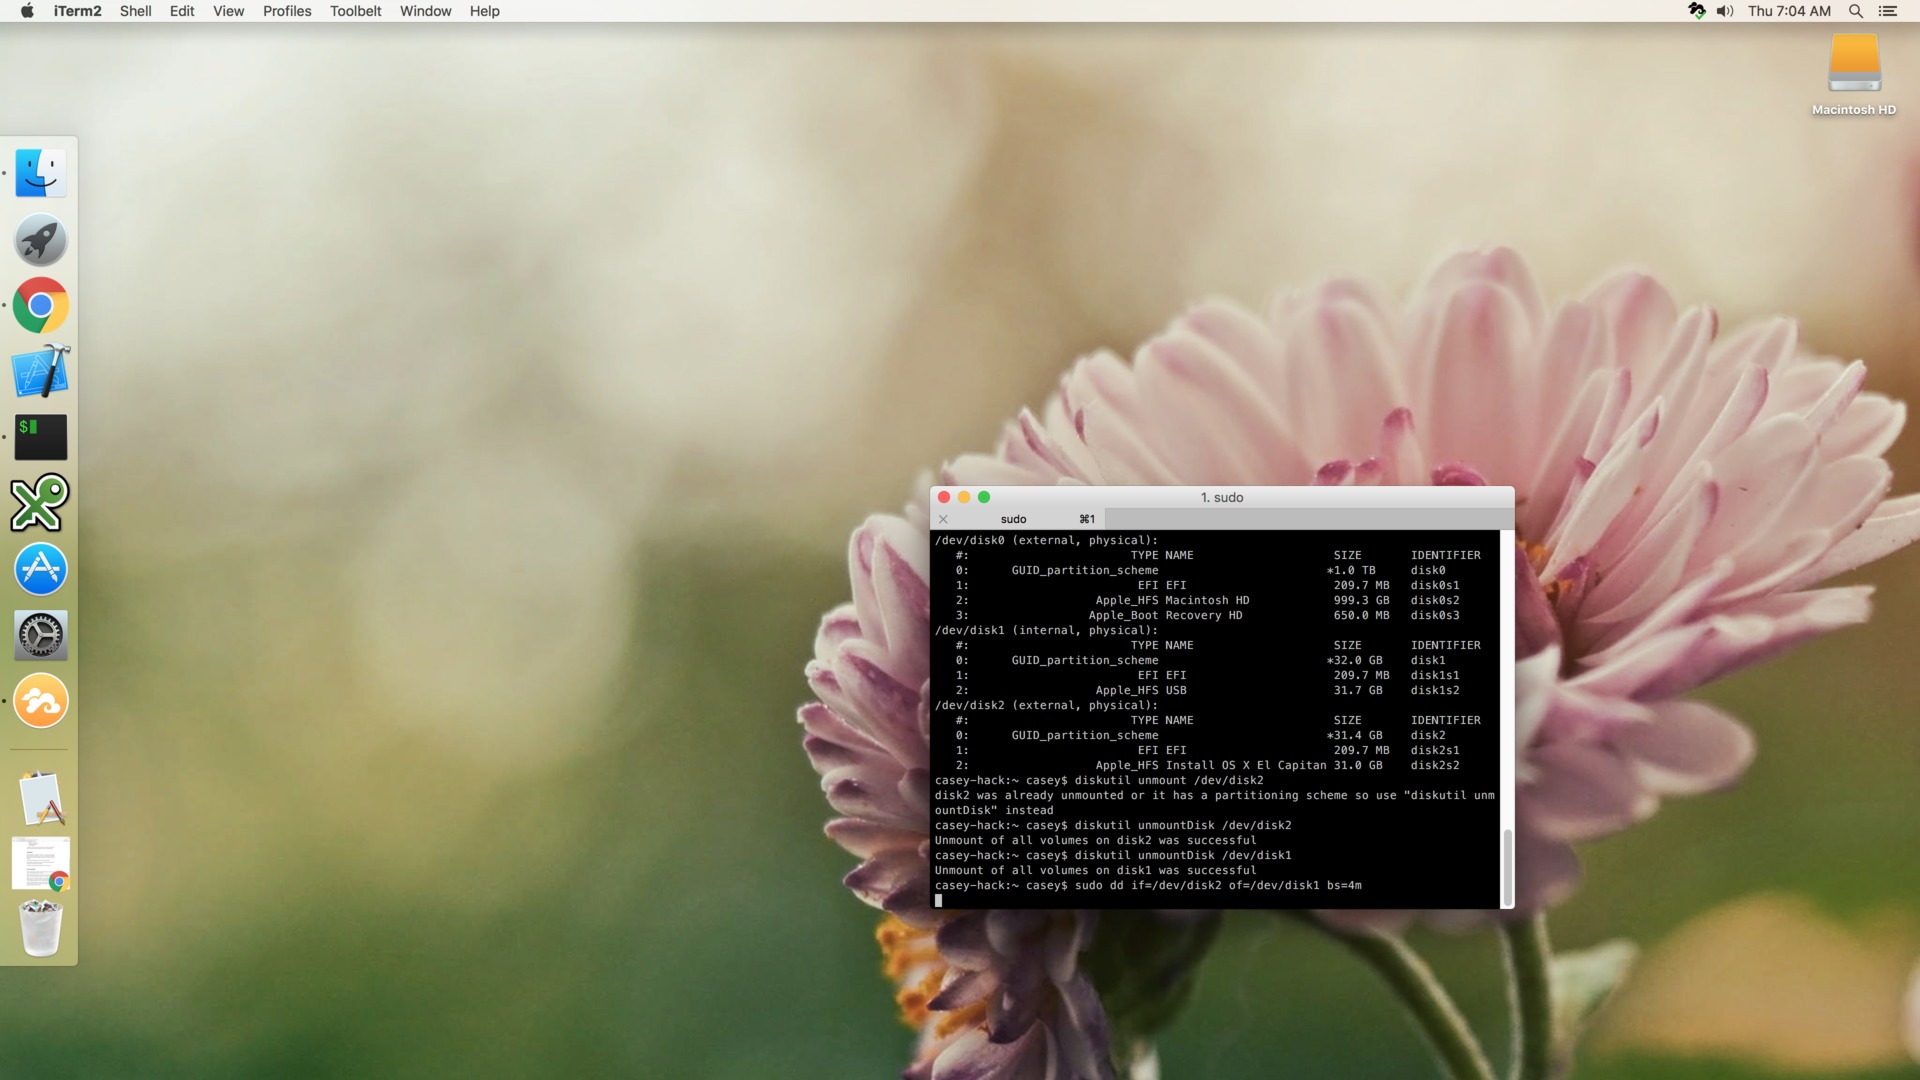 iTerm2 Shell Edit View Profiles Toolbelt Window Help Thu 7:04 AM
Macintosh HD
$
1. sudo
sudo ⌘1
/dev/disk0 (external, physical):
#: TYPE NAME SIZE IDENTIFIER
0: GUID_partition_scheme *1.0 TB disk0
1: EFI EFI 209.7 MB disk0s1
2: Apple_HFS Macintosh HD 999.3 GB disk0s2
3: Apple_Boot Recovery HD 650.0 MB disk0s3
/dev/disk1 (internal, physical):
#: TYPE NAME SIZE IDENTIFIER
0: GUID_partition_scheme *32.0 GB disk1
1: EFI EFI 209.7 MB disk1s1
2: Apple_HFS USB 31.7 GB disk1s2
/dev/disk2 (external, physical):
#: TYPE NAME SIZE IDENTIFIER
0: GUID_partition_scheme *31.4 GB disk2
1: EFI EFI 209.7 MB disk2s1
2: Apple_HFS Install OS X El Capitan 31.0 GB disk2s2
casey-hack:~ casey$ diskutil unmount /dev/disk2
disk2 was already unmounted or it has a partitioning scheme so use "diskutil unm
ountDisk" instead
casey-hack:~ casey$ diskutil unmountDisk /dev/disk2
Unmount of all volumes on disk2 was successful
casey-hack:~ casey$ diskutil unmountDisk /dev/disk1
Unmount of all volumes on disk1 was successful
casey-hack:~ casey$ sudo dd if=/dev/disk2 of=/dev/disk1 bs=4m